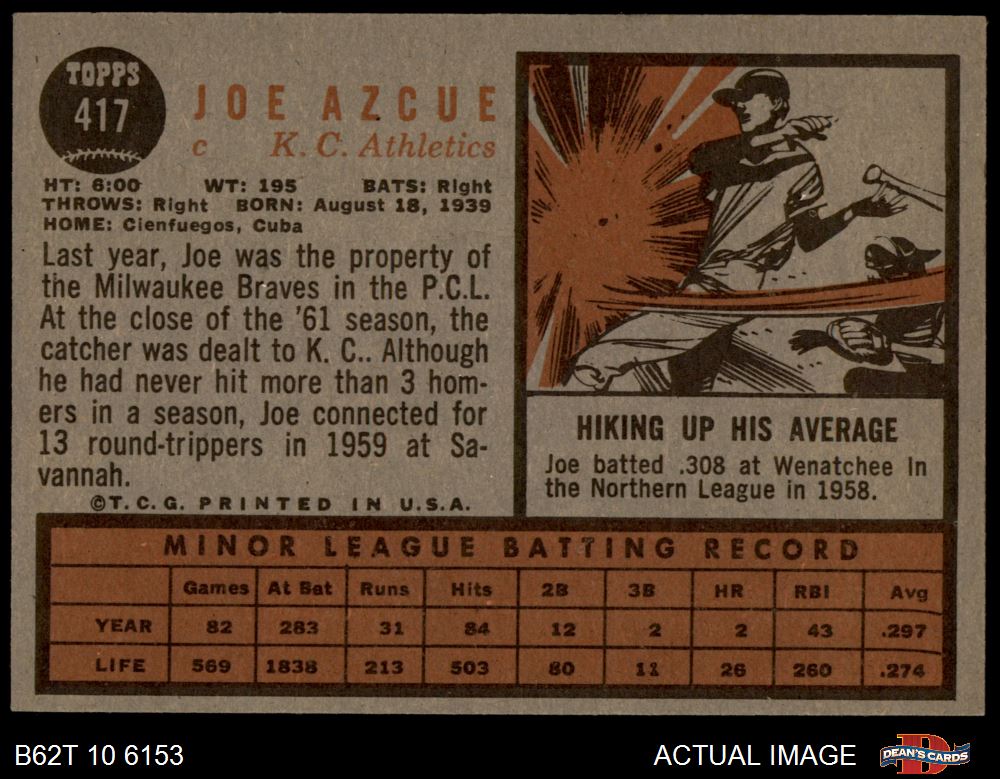 TOPPS
417
JOE AZCUE
c K. C. Athletics
HT: 6:00 WT: 195 BATS: Right
THROWS: Right BORN: August 18, 1939
HOME: Cienfuegos, Cuba
Last year, Joe was the property of
the Milwaukee Braves in the P.C.L.
At the close of the '61 season, the
catcher was dealt to K. C.. Although
he had never hit more than 3 hom-
ers in a season, Joe connected for
13 round-trippers in 1959 at Sa-
vannah.
©T.C.G. PRINTED IN U.S.A.
HIKING UP HIS AVERAGE
Joe batted .308 at Wenatchee in
the Northern League in 1958.
MINOR LEAGUE BATTING RECORD
Games At Bat Runs Hits 2B 3B HR RBI Avg
YEAR 82 283 31 84 12 2 2 43 .297
LIFE 569 1838 213 503 80 11 26 260 .274
B62T 10 6153
ACTUAL IMAGE
DEAN'S CARDS